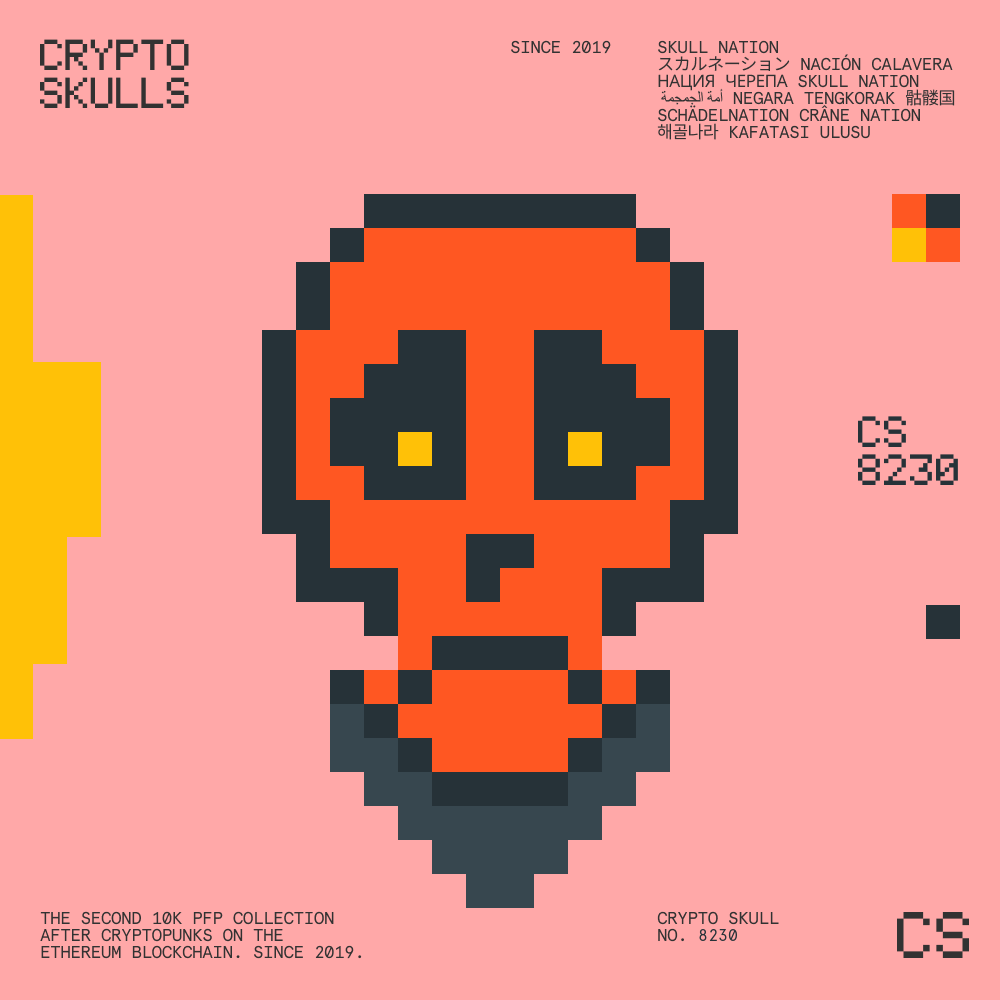 CRYPTO
SKULLS
SINCE 2019
SKULL NATION
スカルネーション NACIÓN CALAVERA
НАЦИЯ ЧЕРЕПА SKULL NATION
أمة الجمجمة NEGARA TENGKORAK 骷髅国
SCHÄDELNATION CRÂNE NATION
해골나라 KAFATASI ULUSU
CS
8230
THE SECOND 10K PFP COLLECTION
AFTER CRYPTOPUNKS ON THE
ETHEREUM BLOCKCHAIN. SINCE 2019.
CRYPTO SKULL
NO. 8230
CS